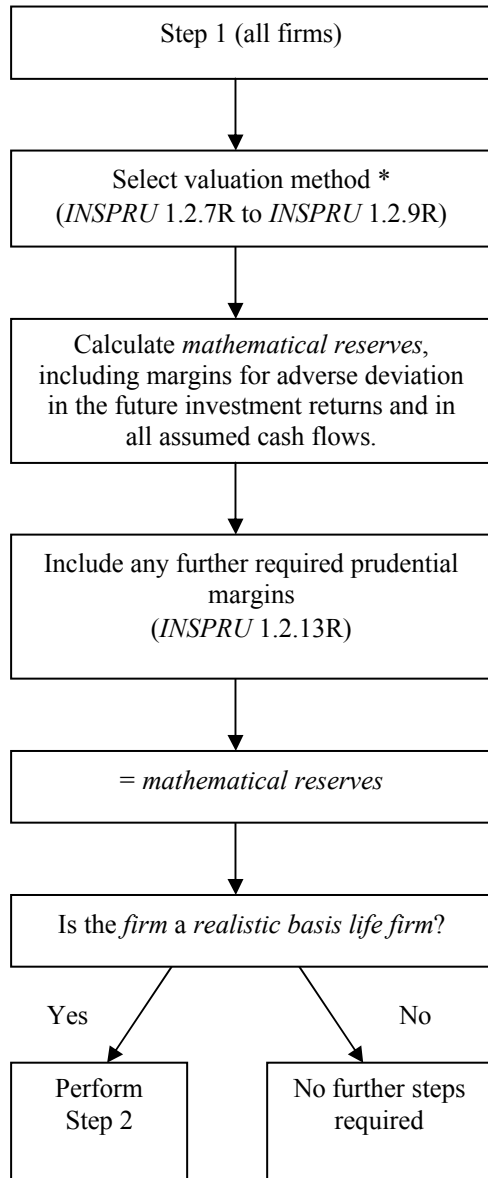 Step 1 (all firms)
Select valuation method *
(INSPRU 1.2.7R to INSPRU 1.2.9R)
Calculate mathematical reserves,
including margins for adverse deviation
in the future investment returns and in
all assumed cash flows.
Include any further required prudential
margins
(INSPRU 1.2.13R)
= mathematical reserves
Is the firm a realistic basis life firm?
Yes
No
Perform
Step 2
No further steps
required